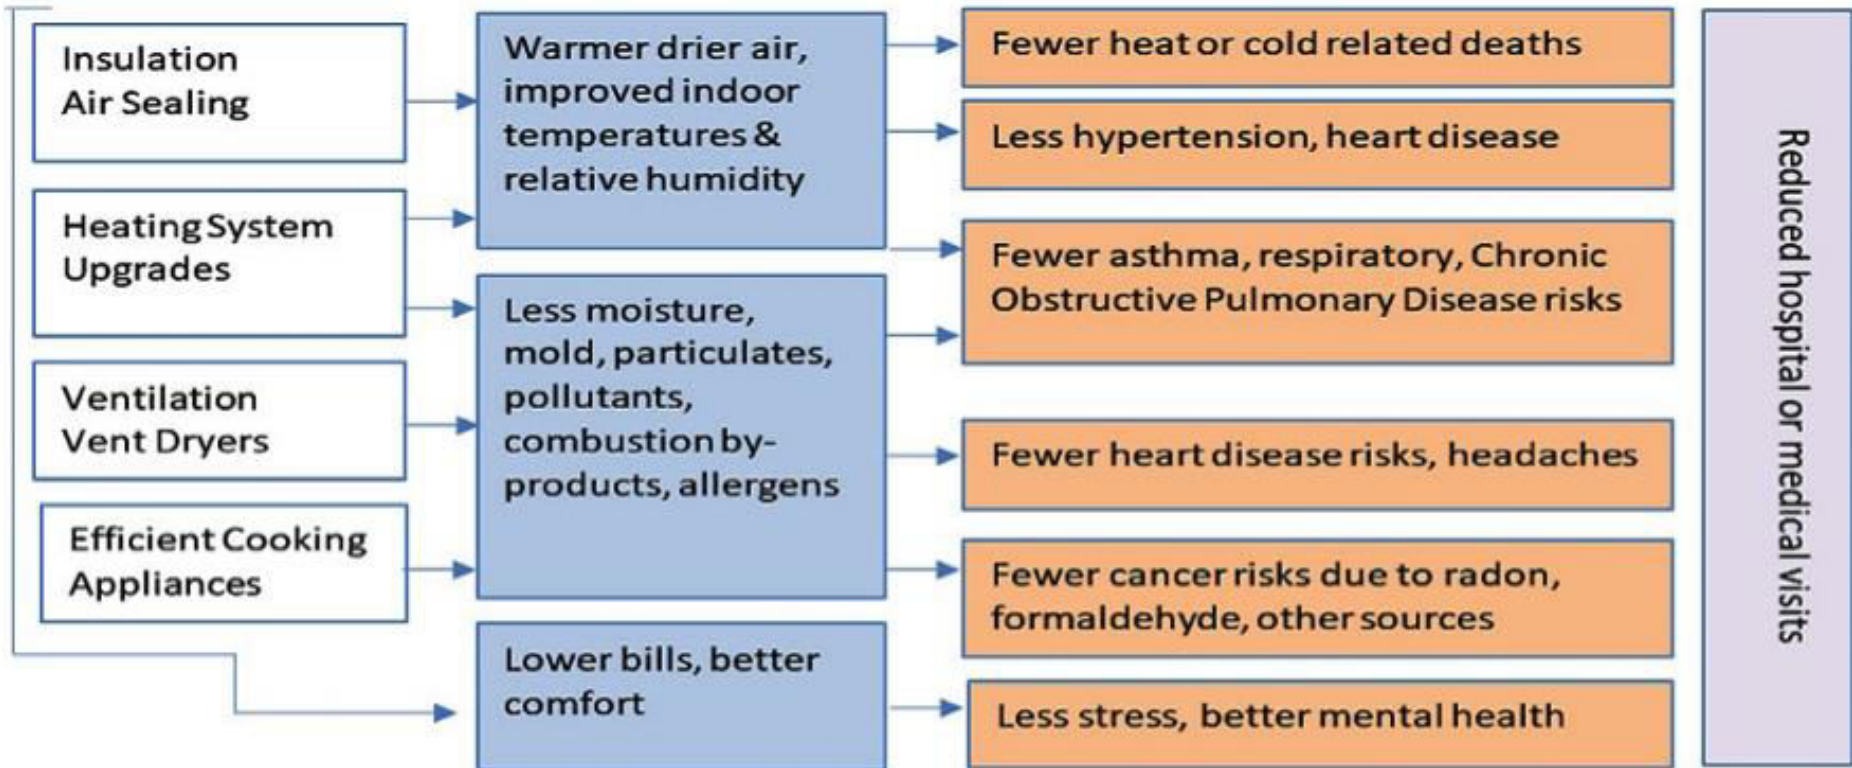 Insulation
Air Sealing
Heating System
Upgrades
Ventilation
Vent Dryers
Efficient Cooking
Appliances
Warmer drier air,
improved indoor
temperatures &
relative humidity
Less moisture,
mold, particulates,
pollutants,
combustion by-
products, allergens
Lower bills, better
comfort
Fewer heat or cold related deaths
Less hypertension, heart disease
Fewer asthma, respiratory, Chronic
Obstructive Pulmonary Disease risks
Fewer heart disease risks, headaches
Fewer cancer risks due to radon,
formaldehyde, other sources
Less stress, better mental health
Reduced hospital or medical visits